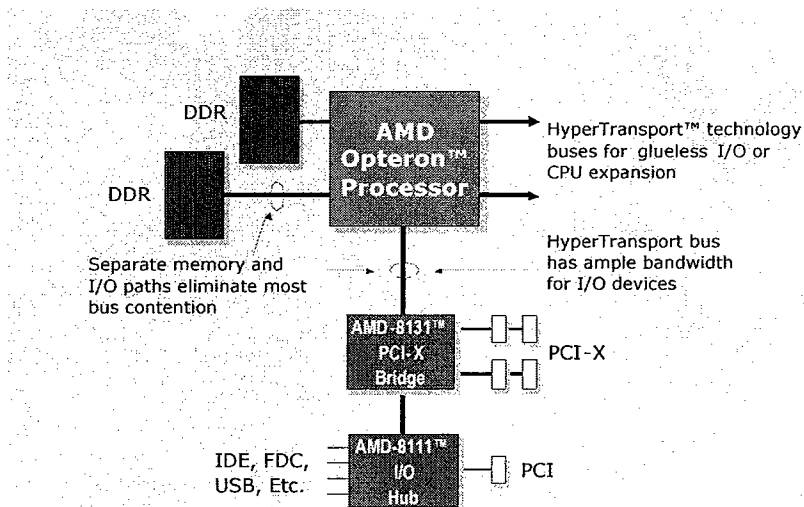 DDR
AMD
Opteron™
Processor
HyperTransport™ technology
buses for glueless I/O or
CPU expansion
DDR
Separate memory and
I/O paths eliminate most
bus contention
HyperTransport bus
has ample bandwidth
for I/O devices
AMD-8131™
PCI-X
Bridge
PCI-X
AMD-8111™
I/O
Hub
IDE, FDC,
USB, Etc.
PCI